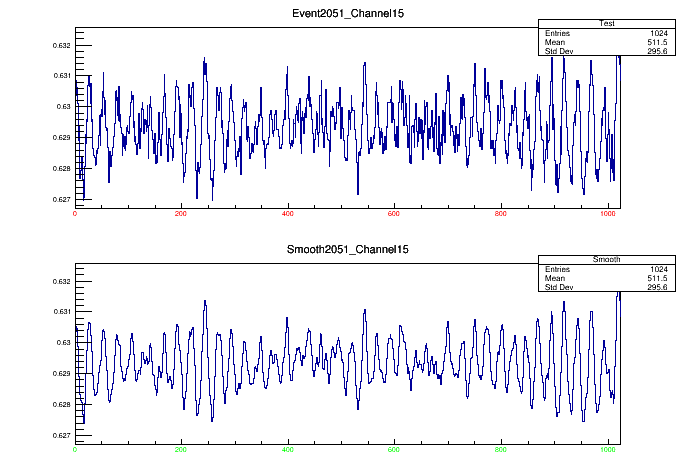 Event2051_Channel15
Test
Entries 1024
Mean 511.5
Std Dev 295.6
0.632
0.631
0.63
0.629
0.628
0.627
0 200 400 600 800 1000
Smooth2051_Channel15
Smooth
Entries 1024
Mean 511.5
Std Dev 295.6
0.632
0.631
0.63
0.629
0.628
0.627
0 200 400 600 800 1000